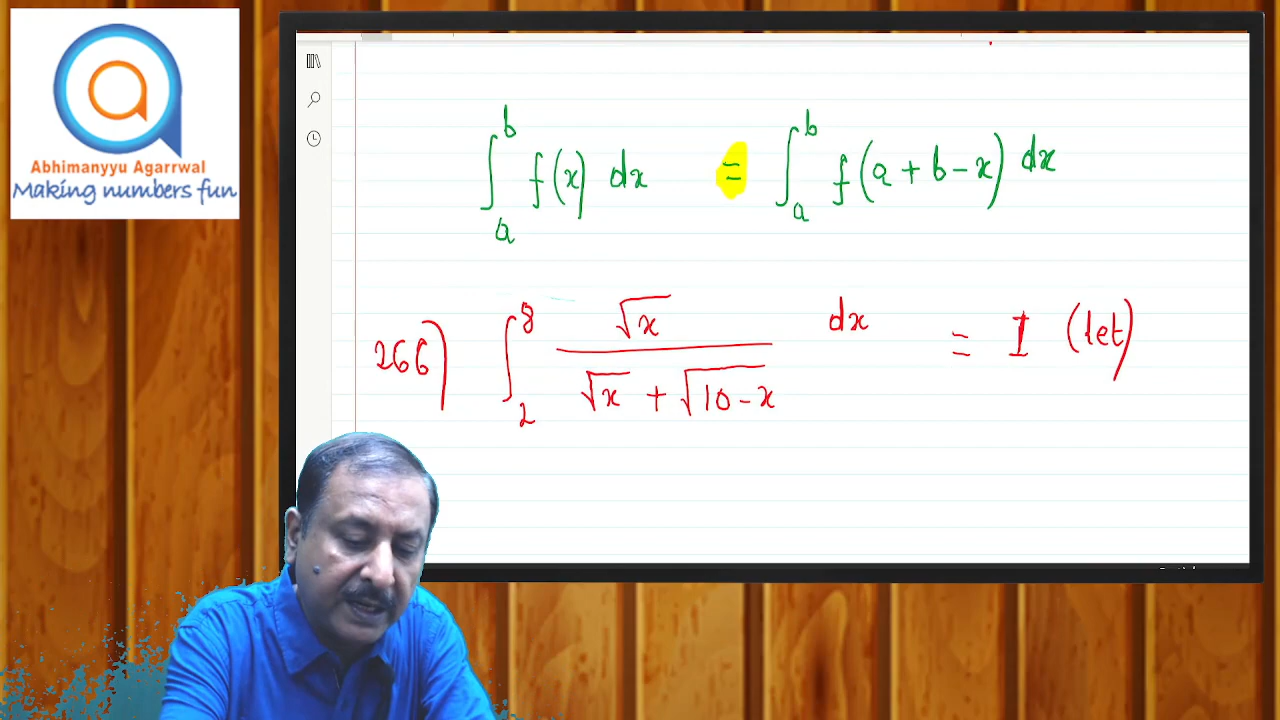 Abhimanyyu Agarrwal
Making numbers fun
∫_a^b f(x) dx = ∫_a^b f(a+b-x) dx
266) ∫_2^8 √x / (√x + √(10-x)) dx = I (let)